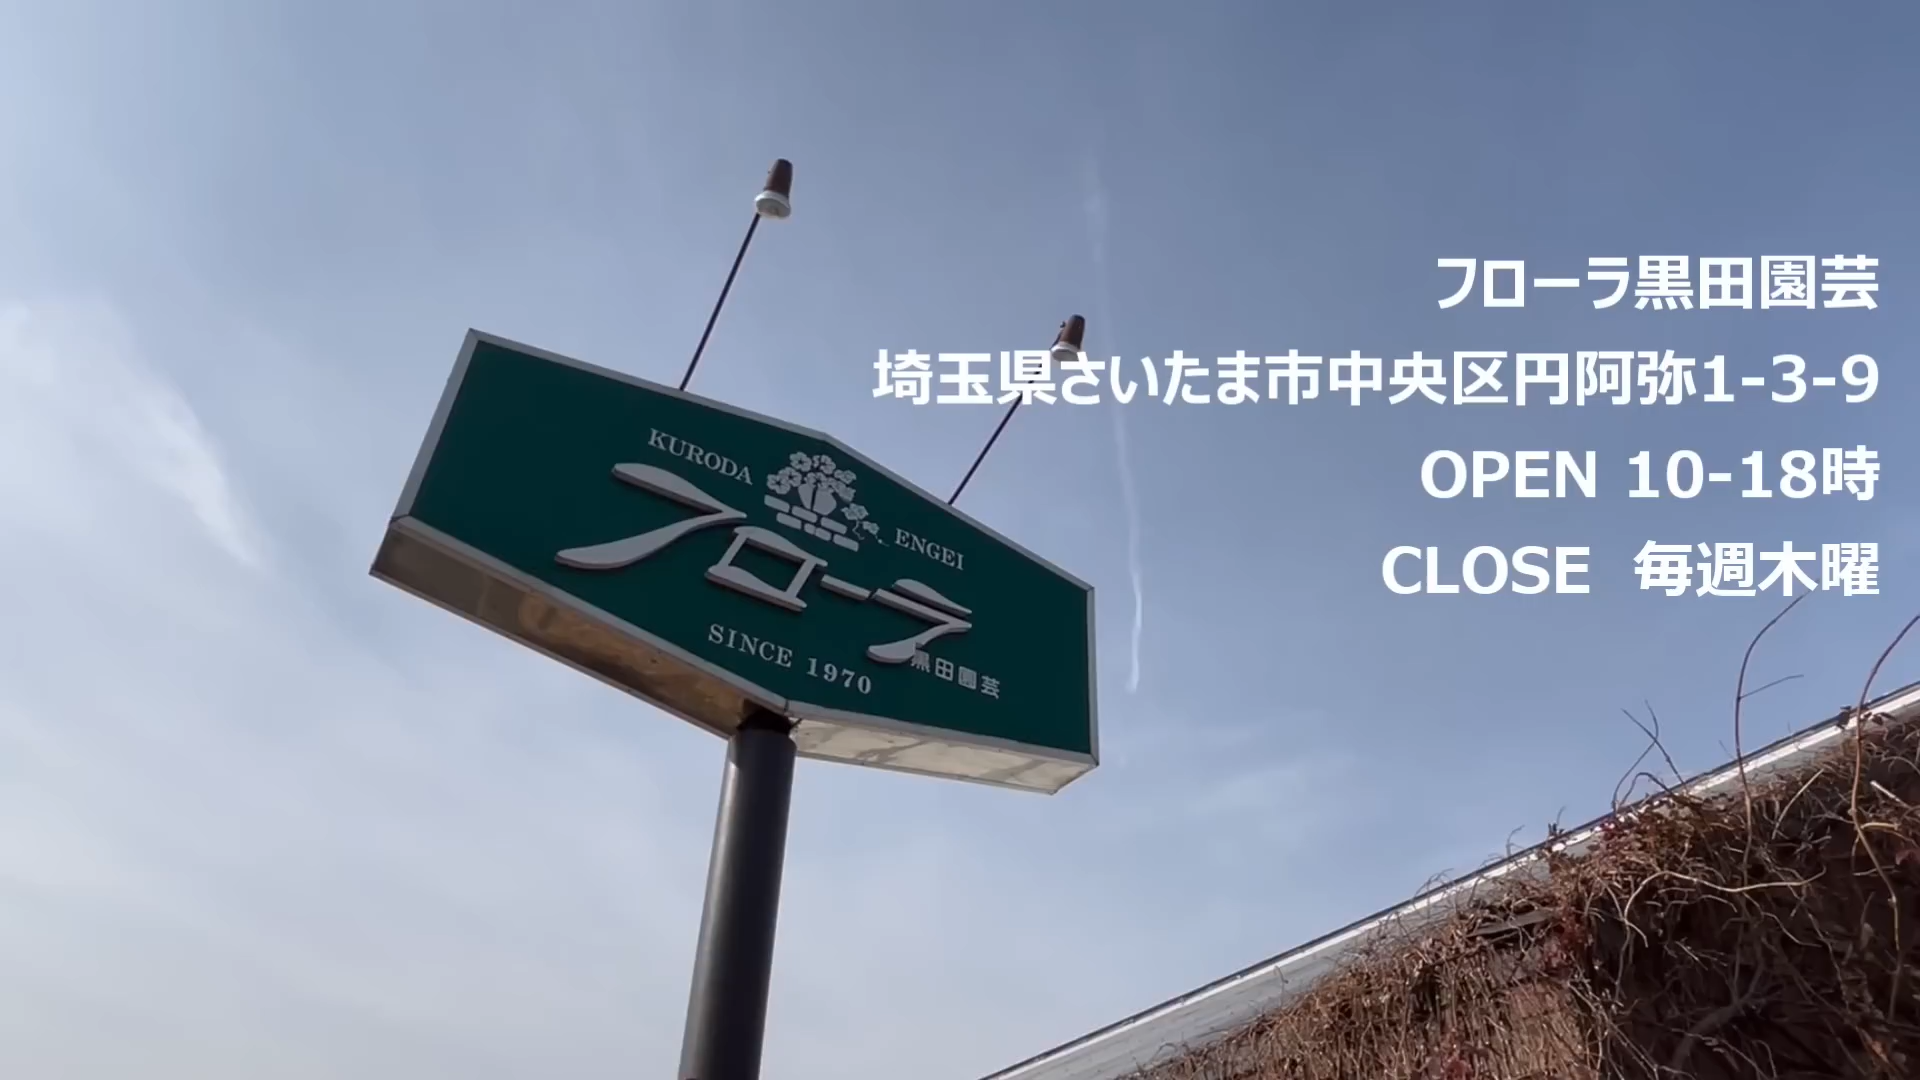 フローラ黒田園芸
埼玉県さいたま市中央区円阿弥1-3-9
OPEN 10-18時
CLOSE 毎週木曜
KURODA
ENGEI
フローラ
黒田園芸
SINCE 1970